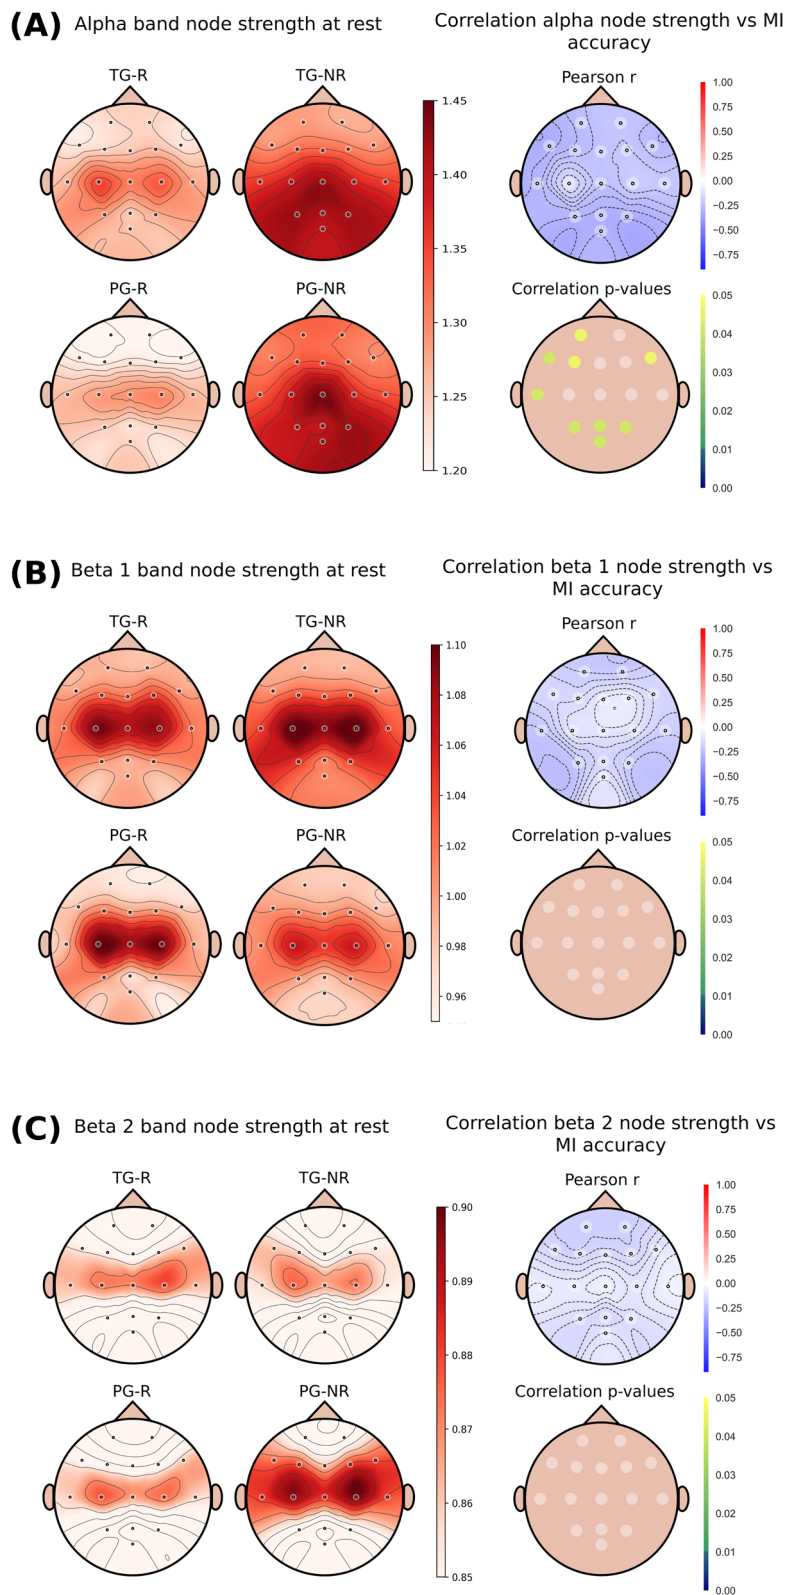 (A) Alpha band node strength at rest
Correlation alpha node strength vs MI
accuracy
TG-R
TG-NR
Pearson r
1.45
1.40
1.35
1.30
1.25
1.20
1.00
0.75
0.50
0.25
0.00
−0.25
−0.50
−0.75
PG-R
PG-NR
Correlation p-values
0.05
0.04
0.03
0.02
0.01
0.00
(B) Beta 1 band node strength at rest
Correlation beta 1 node strength vs
MI accuracy
TG-R
TG-NR
Pearson r
1.10
1.08
1.06
1.04
1.02
1.00
0.98
0.96
1.00
0.75
0.50
0.25
0.00
−0.25
−0.50
−0.75
PG-R
PG-NR
Correlation p-values
0.05
0.04
0.03
0.02
0.01
0.00
(C) Beta 2 band node strength at rest
Correlation beta 2 node strength vs
MI accuracy
TG-R
TG-NR
Pearson r
0.90
0.89
0.88
0.87
0.86
0.85
1.00
0.75
0.50
0.25
0.00
−0.25
−0.50
−0.75
PG-R
PG-NR
Correlation p-values
0.05
0.04
0.03
0.02
0.01
0.00